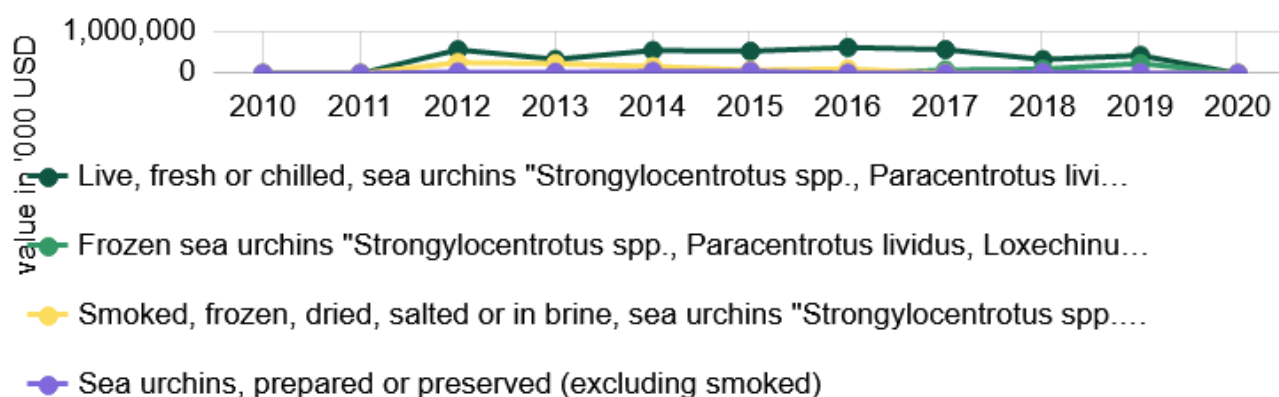 1,000,000
0
value in '000 USD
2010 2011 2012 2013 2014 2015 2016 2017 2018 2019 2020
Live, fresh or chilled, sea urchins "Strongylocentrotus spp., Paracentrotus livi…
Frozen sea urchins "Strongylocentrotus spp., Paracentrotus lividus, Loxechinu…
Smoked, frozen, dried, salted or in brine, sea urchins "Strongylocentrotus spp.…
Sea urchins, prepared or preserved (excluding smoked)